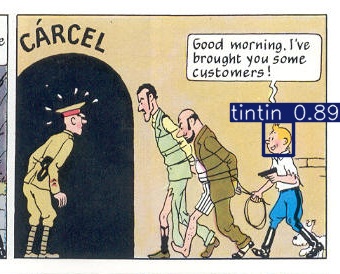 CÁRCEL
Good morning. I've
brought you some
customers!
tintin 0.89